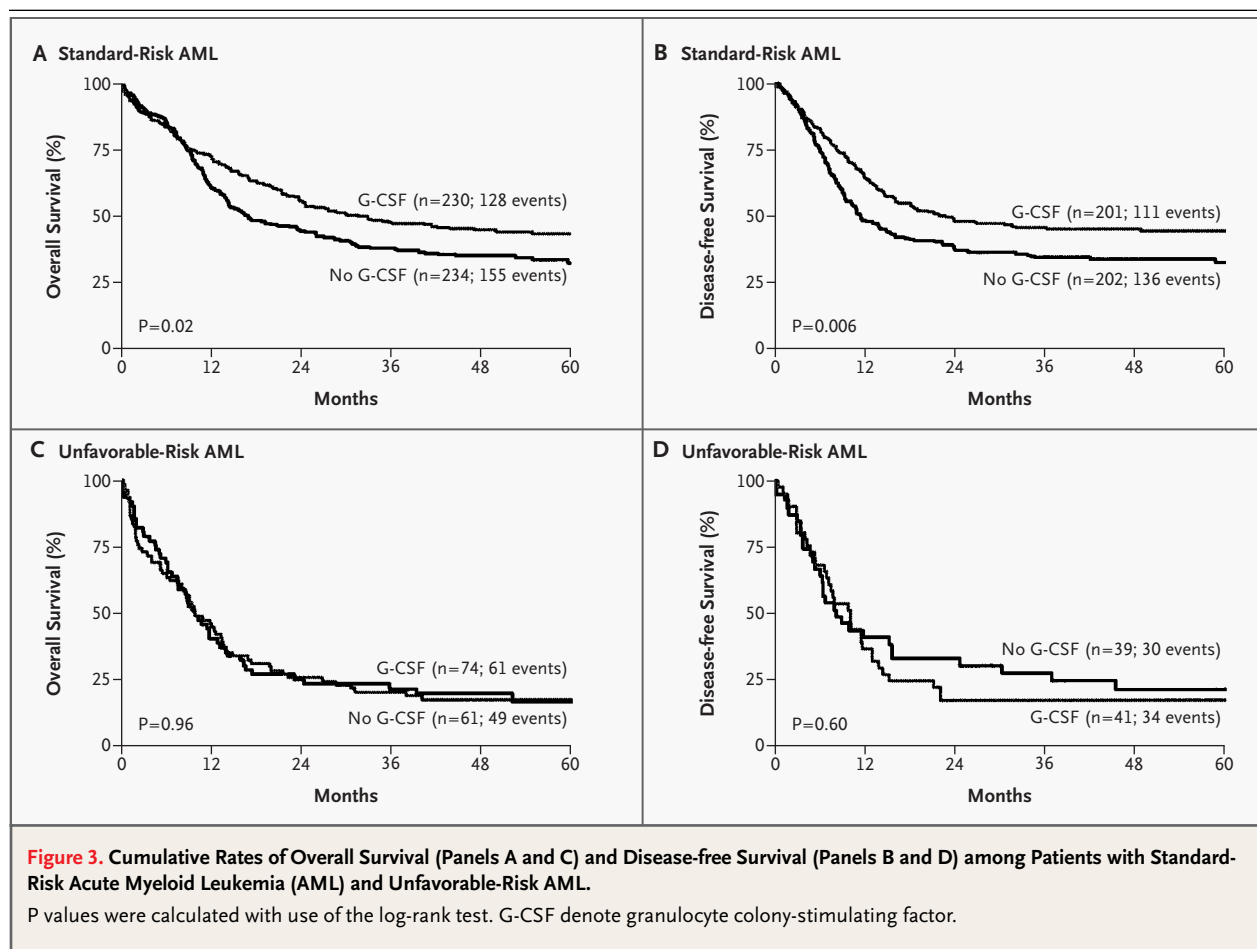 A Standard-Risk AML
100
75
50
25
0
Overall Survival (%)
G-CSF (n=230; 128 events)
No G-CSF (n=234; 155 events)
P=0.02
0 12 24 36 48 60
Months
B Standard-Risk AML
100
75
50
25
0
Disease-free Survival (%)
G-CSF (n=201; 111 events)
No G-CSF (n=202; 136 events)
P=0.006
0 12 24 36 48 60
Months
C Unfavorable-Risk AML
100
75
50
25
0
Overall Survival (%)
G-CSF (n=74; 61 events)
No G-CSF (n=61; 49 events)
P=0.96
0 12 24 36 48 60
Months
D Unfavorable-Risk AML
100
75
50
25
0
Disease-free Survival (%)
No G-CSF (n=39; 30 events)
G-CSF (n=41; 34 events)
P=0.60
0 12 24 36 48 60
Months
Figure 3. Cumulative Rates of Overall Survival (Panels A and C) and Disease-free Survival (Panels B and D) among Patients with Standard-
Risk Acute Myeloid Leukemia (AML) and Unfavorable-Risk AML.
P values were calculated with use of the log-rank test. G-CSF denote granulocyte colony-stimulating factor.